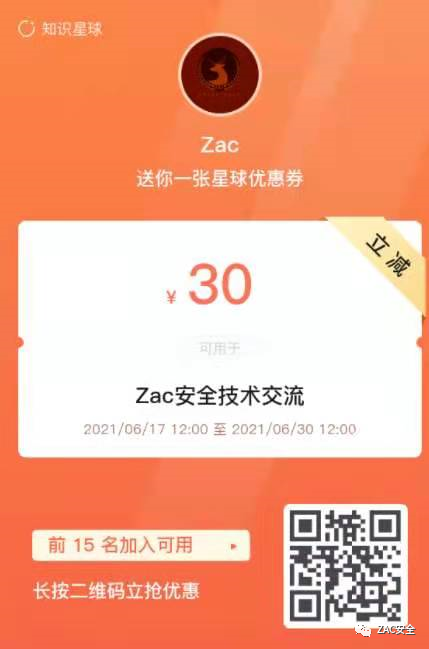 知识星球
Zac
送你一张星球优惠券
立减
¥ 30
可用于
Zac安全技术交流
2021/06/17 12:00 至 2021/06/30 12:00
前 15 名加入可用
长按二维码立抢优惠
ZAC安全